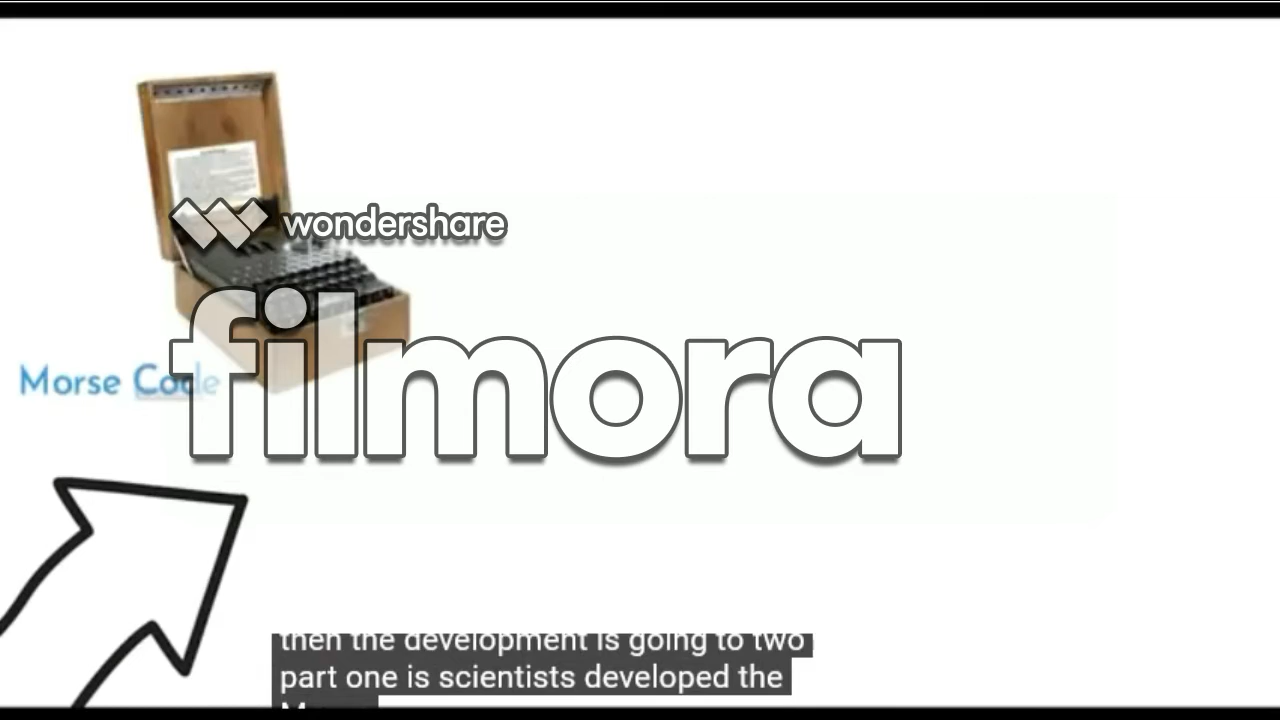 wondershare
filmora
Morse Code
then the development is going to two
part one is scientists developed the